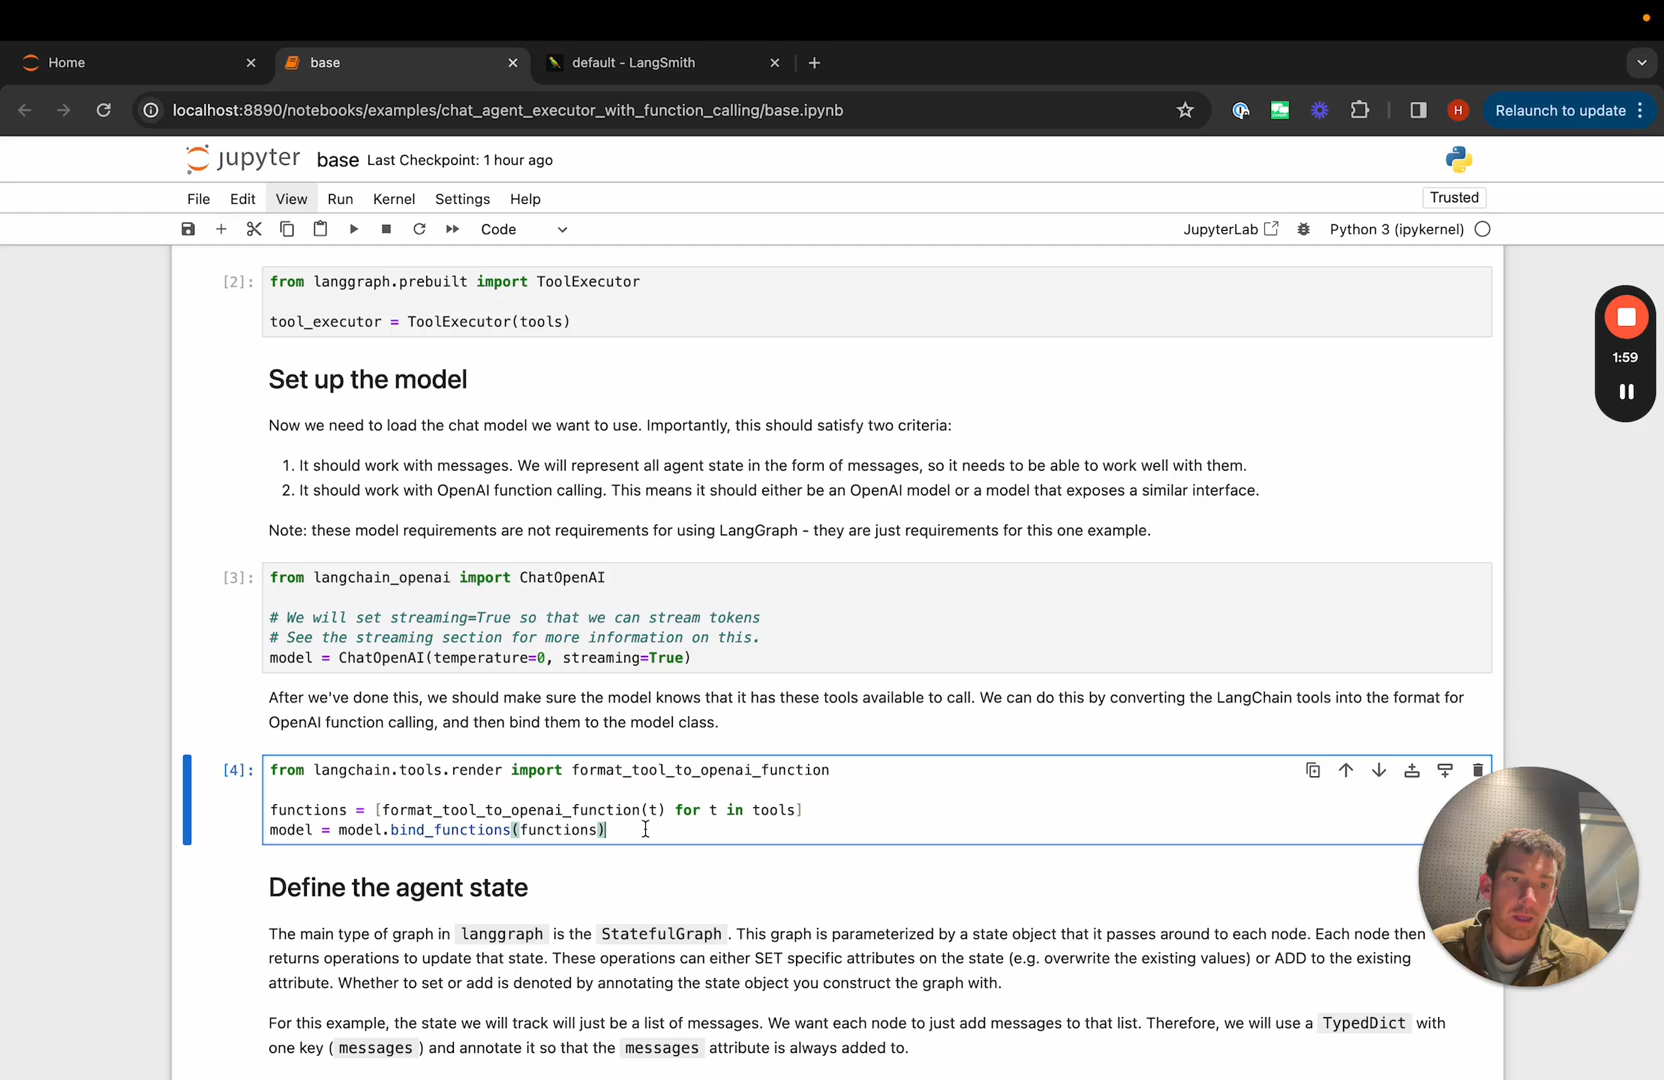 Home
base
default - LangSmith
localhost:8890/notebooks/examples/chat_agent_executor_with_function_calling/base.ipynb
H
Relaunch to update
jupyter base Last Checkpoint: 1 hour ago
File Edit View Run Kernel Settings Help
Trusted
Code
JupyterLab
Python 3 (ipykernel)
[2]: from langgraph.prebuilt import ToolExecutor
tool_executor = ToolExecutor(tools)
1:59
Set up the model
Now we need to load the chat model we want to use. Importantly, this should satisfy two criteria:
1. It should work with messages. We will represent all agent state in the form of messages, so it needs to be able to work well with them.
2. It should work with OpenAI function calling. This means it should either be an OpenAI model or a model that exposes a similar interface.
Note: these model requirements are not requirements for using LangGraph - they are just requirements for this one example.
[3]: from langchain_openai import ChatOpenAI
# We will set streaming=True so that we can stream tokens
# See the streaming section for more information on this.
model = ChatOpenAI(temperature=0, streaming=True)
After we've done this, we should make sure the model knows that it has these tools available to call. We can do this by converting the LangChain tools into the format for
OpenAI function calling, and then bind them to the model class.
[4]: from langchain.tools.render import format_tool_to_openai_function
functions = [format_tool_to_openai_function(t) for t in tools]
model = model.bind_functions(functions)
Define the agent state
The main type of graph in langgraph is the StatefulGraph. This graph is parameterized by a state object that it passes around to each node. Each node then
returns operations to update that state. These operations can either SET specific attributes on the state (e.g. overwrite the existing values) or ADD to the existing
attribute. Whether to set or add is denoted by annotating the state object you construct the graph with.
For this example, the state we will track will just be a list of messages. We want each node to just add messages to that list. Therefore, we will use a TypedDict with
one key (messages) and annotate it so that the messages attribute is always added to.